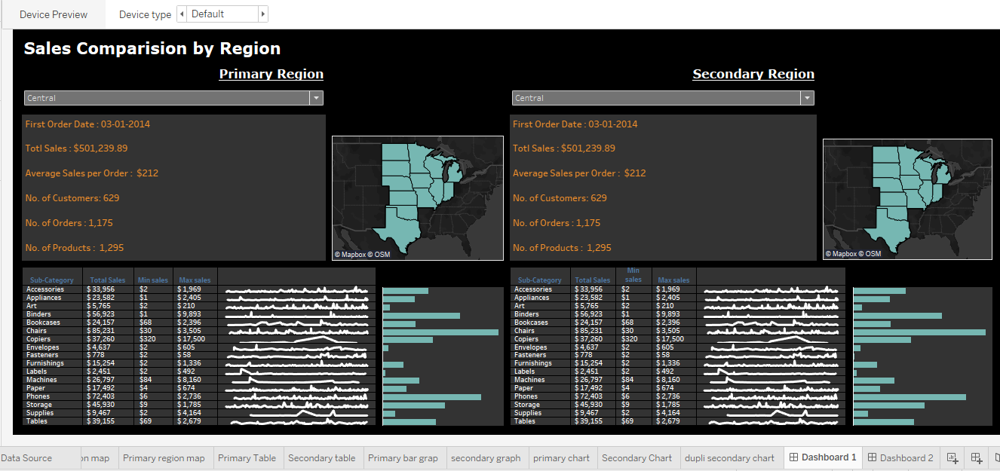 Device Preview Device type Default
Sales Comparision by Region
Primary Region
Central
First Order Date : 03-01-2014
Totl Sales : $501,239.89
Average Sales per Order : $212
No. of Customers: 629
No. of Orders : 1,175
No. of Products : 1,295
© Mapbox © OSM
Sub-Category Total Sales Min sales Max sales
Accessories $ 33,956 $2 $ 1,969
Appliances $ 23,582 $1 $ 2,405
Art $ 5,765 $2 $ 210
Binders $ 56,923 $1 $ 9,893
Bookcases $ 24,157 $68 $ 2,396
Chairs $ 85,231 $30 $ 3,505
Copiers $ 37,260 $320 $ 17,500
Envelopes $ 4,637 $2 $ 605
Fasteners $ 778 $2 $ 58
Furnishings $ 15,254 $2 $ 1,336
Labels $ 2,451 $2 $ 492
Machines $ 26,797 $84 $ 8,160
Paper $ 17,492 $4 $ 674
Phones $ 72,403 $6 $ 2,736
Storage $ 45,930 $9 $ 1,785
Supplies $ 9,467 $2 $ 4,164
Tables $ 39,155 $69 $ 2,679
Secondary Region
Central
First Order Date : 03-01-2014
Totl Sales : $501,239.89
Average Sales per Order : $212
No. of Customers: 629
No. of Orders : 1,175
No. of Products : 1,295
© Mapbox © OSM
Sub-Category Total Sales Min sales Max sales
Accessories $ 33,956 $2 $ 1,969
Appliances $ 23,582 $1 $ 2,405
Art $ 5,765 $2 $ 210
Binders $ 56,923 $1 $ 9,893
Bookcases $ 24,157 $68 $ 2,396
Chairs $ 85,231 $30 $ 3,505
Copiers $ 37,260 $320 $ 17,500
Envelopes $ 4,637 $2 $ 605
Fasteners $ 778 $2 $ 58
Furnishings $ 15,254 $2 $ 1,336
Labels $ 2,451 $2 $ 492
Machines $ 26,797 $84 $ 8,160
Paper $ 17,492 $4 $ 674
Phones $ 72,403 $6 $ 2,736
Storage $ 45,930 $9 $ 1,785
Supplies $ 9,467 $2 $ 4,164
Tables $ 39,155 $69 $ 2,679
Data Source on map Primary region map Primary Table Secondary table Primary bar grap secondary graph primary chart Secondary Chart dupli secondary chart Dashboard 1 Dashboard 2